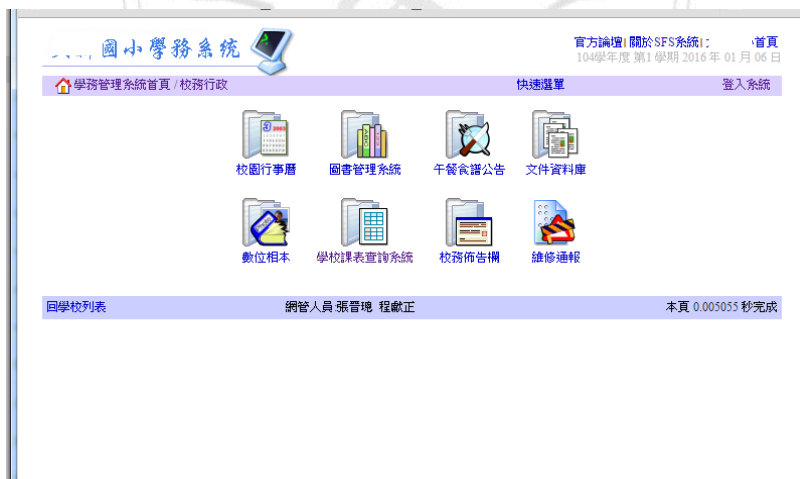 國小學務系統
官方論壇| 關於SFS系統| 首頁
104學年度 第1 學期 2016 年 01 月 06 日
學務管理系統首頁 / 校務行政 快速選單 登入系統
校園行事曆 圖書管理系統 午餐食譜公告 文件資料庫
數位相本 學校課表查詢系統 校務佈告欄 維修通報
回學校列表 網管人員:張晉瑰 程獻正 本頁 0.005055 秒完成